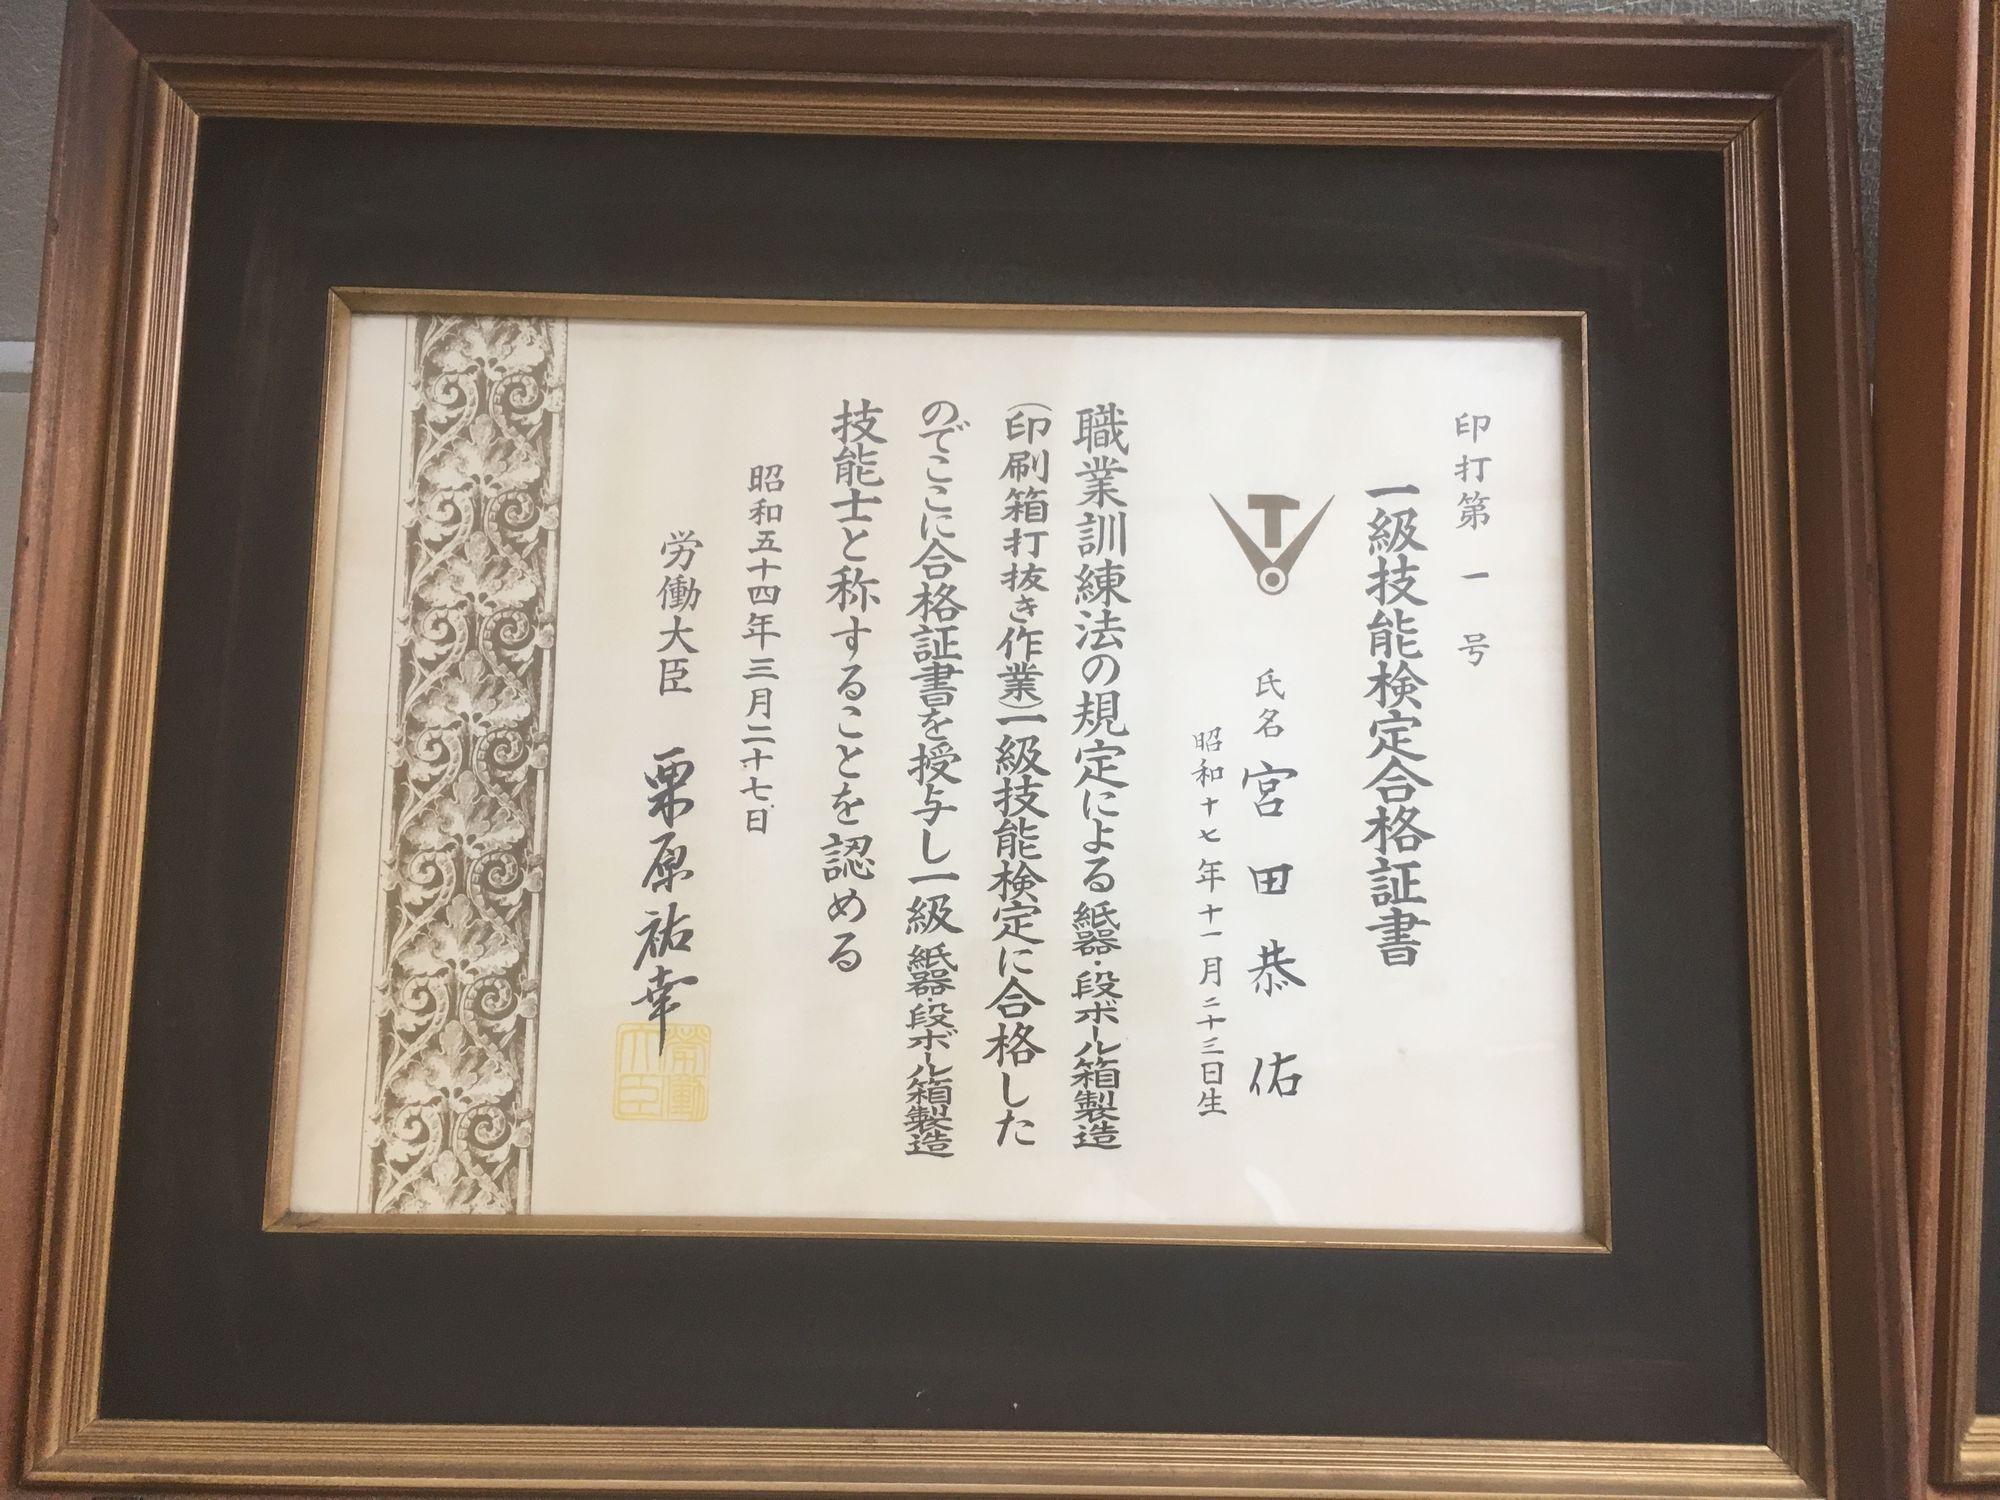 印打第一号
一級技能検定合格証書
氏名 宮田恭佑
昭和十七年十一月二十三日生
職業訓練法の規定による紙器・段ボール箱製造
(印刷箱打抜き作業)一級技能検定に合格した
のでここに合格証書を授与し一級紙器・段ボール箱製造
技能士と称することを認める
昭和五十四年三月二十七日
労働大臣 栗原祐幸
労働大臣